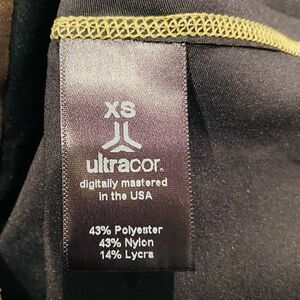 XS
ultracor.
digitally mastered
in the USA
43% Polyester
43% Nylon
14% Lycra